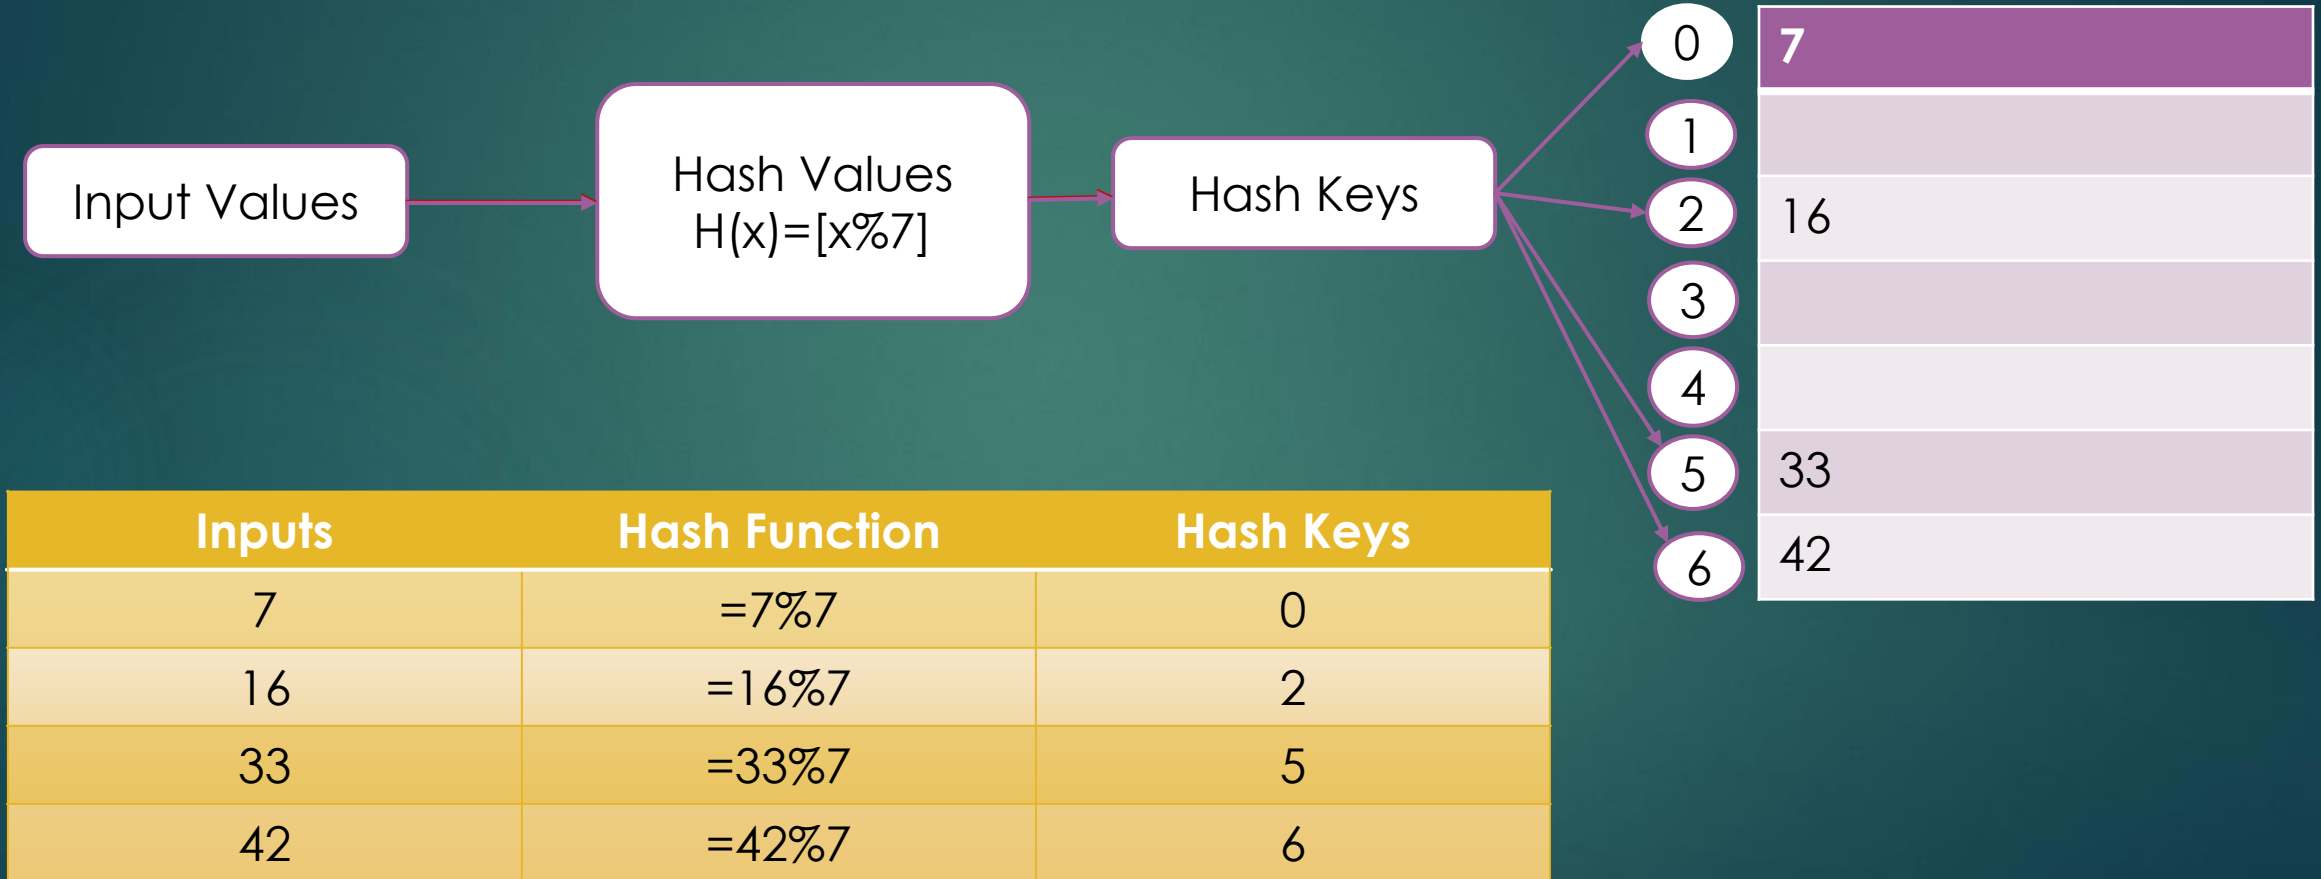 Input Values
Hash Values
H(x)=[x%7]
Hash Keys
0
1
2
3
4
5
6
7
16
33
42
Inputs Hash Function Hash Keys
7 =7%7 0
16 =16%7 2
33 =33%7 5
42 =42%7 6